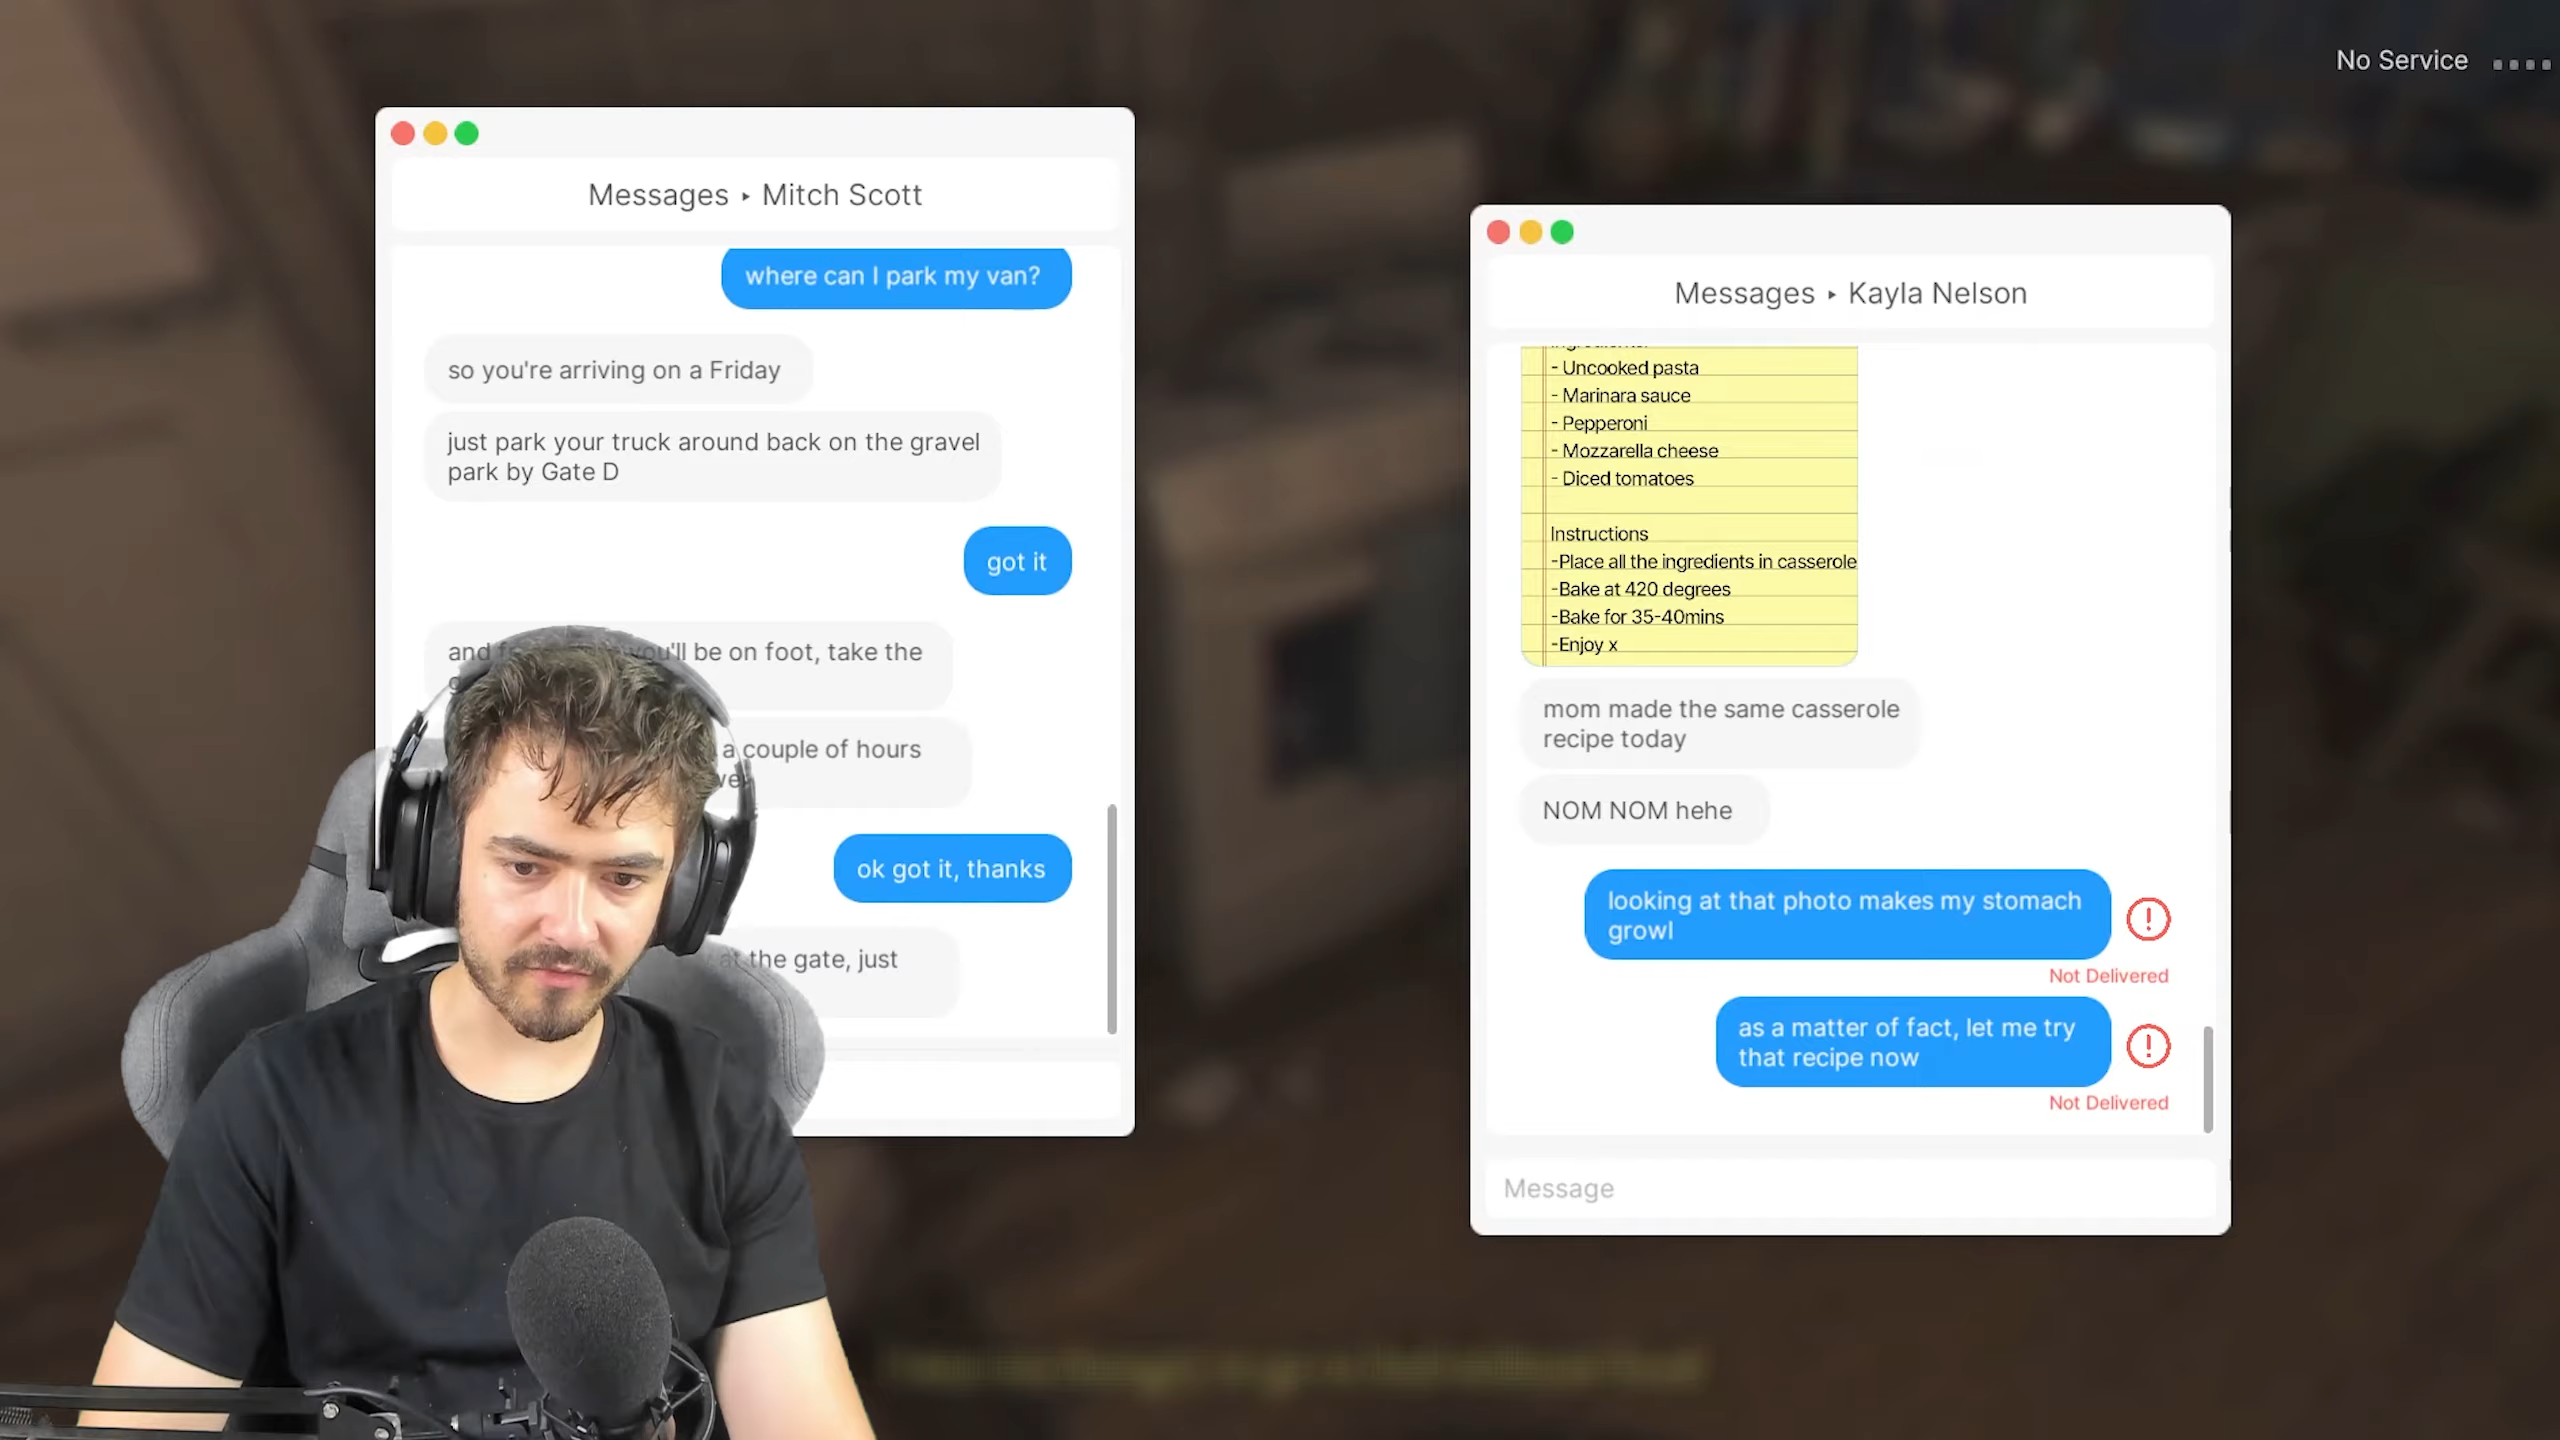 No Service
Messages ▸ Mitch Scott
where can I park my van?
so you're arriving on a Friday
just park your truck around back on the gravel
park by Gate D
got it
and you'll be on foot, take the
a couple of hours
ok got it, thanks
at the gate, just
Messages ▸ Kayla Nelson
- Uncooked pasta
- Marinara sauce
- Pepperoni
- Mozzarella cheese
- Diced tomatoes
Instructions
-Place all the ingredients in casserole
-Bake at 420 degrees
-Bake for 35-40mins
-Enjoy x
mom made the same casserole
recipe today
NOM NOM hehe
looking at that photo makes my stomach
growl
Not Delivered
as a matter of fact, let me try
that recipe now
Not Delivered
Message